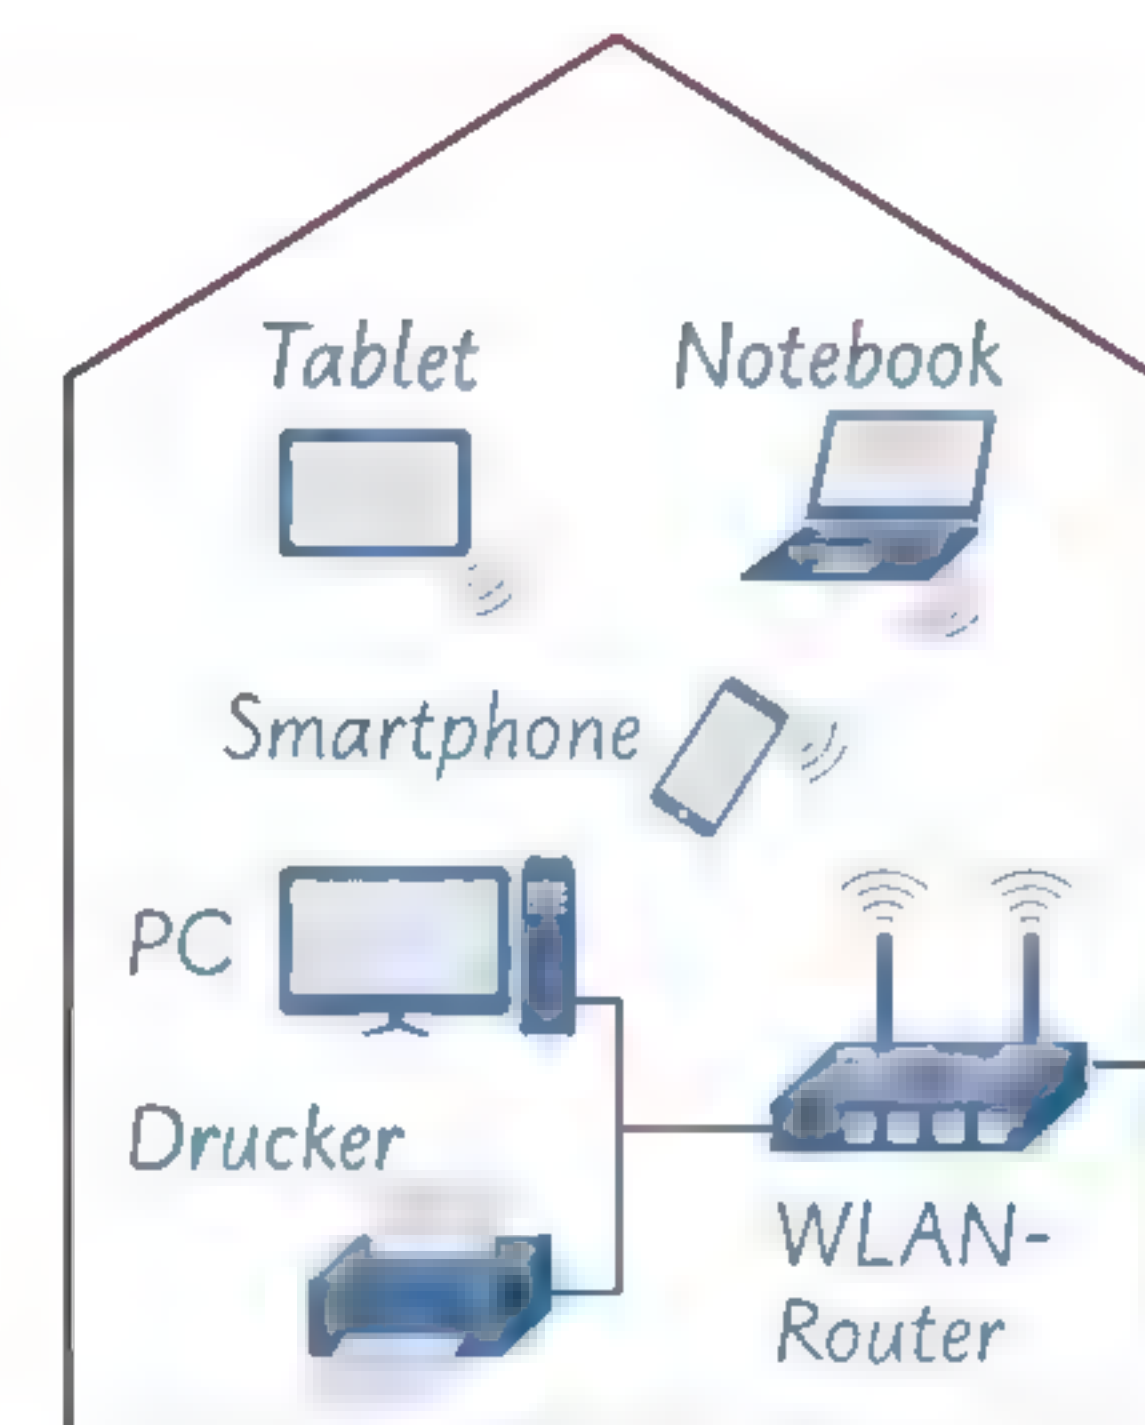 Tablet
Notebook
Smartphone
PC
Drucker
WLAN-
Router